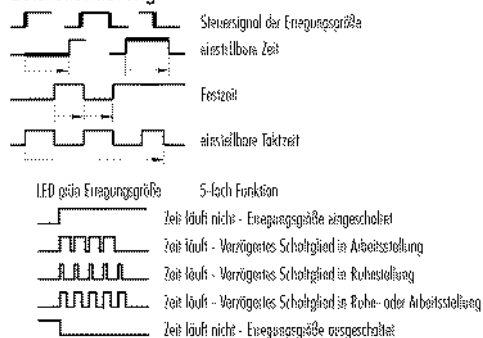 Steuersignal der Erregungsgröße
einstellbare Zeit
Festzeit
einstellbare Taktzeit
LED grün Erregungsgröße 5-fach Funktion
Zeit läuft nicht - Erregungsgröße eingeschaltet
Zeit läuft - Verzögertes Schaltglied in Arbeitsstellung
Zeit läuft - Verzögertes Schaltglied in Ruhestellung
Zeit läuft - Verzögertes Schaltglied in Ruhe- oder Arbeitsstellung
Zeit läuft nicht - Erregungsgröße ausgeschaltet